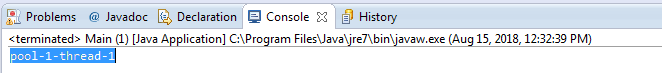 Problems @ Javadoc Declaration Console History
<terminated> Main (1) [Java Application] C:\Program Files\Java\jre7\bin\javaw.exe (Aug 15, 2018, 12:32:39 PM)
pool-1-thread-1